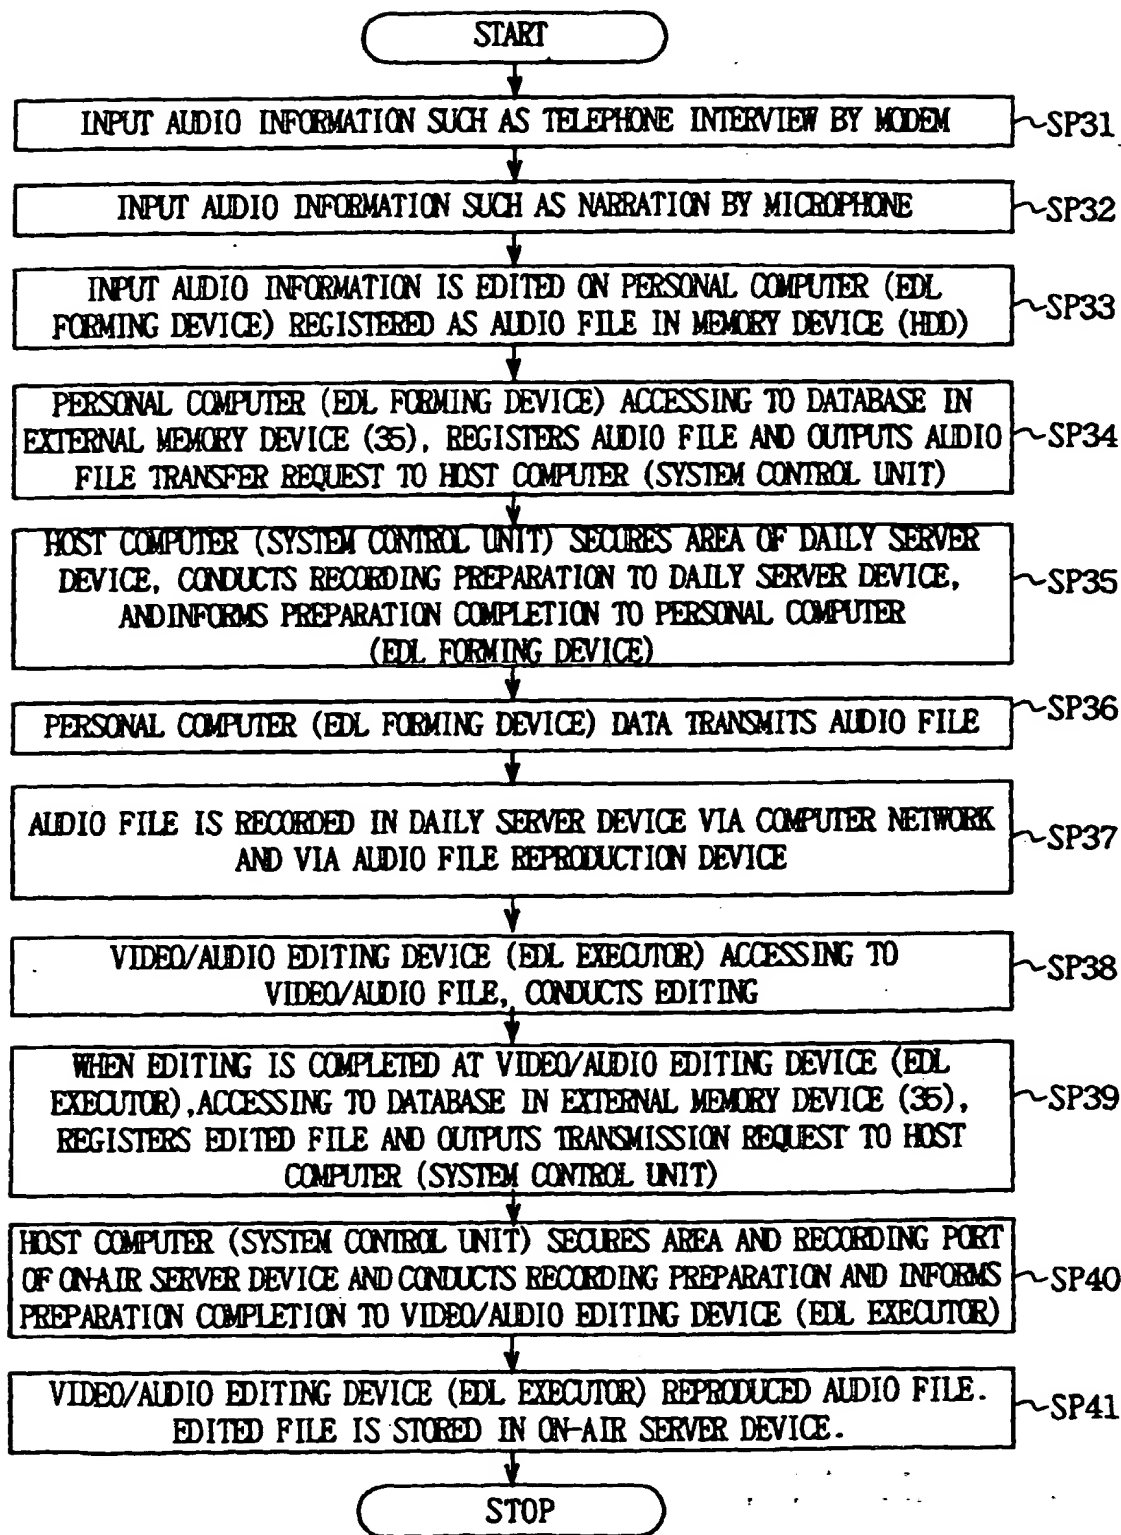 START
INPUT AUDIO INFORMATION SUCH AS TELEPHONE INTERVIEW BY MODEM
SP31
INPUT AUDIO INFORMATION SUCH AS NARRATION BY MICROPHONE
SP32
INPUT AUDIO INFORMATION IS EDITED ON PERSONAL COMPUTER (EDL
FORMING DEVICE) REGISTERED AS AUDIO FILE IN MEMORY DEVICE (HDD)
SP33
PERSONAL COMPUTER (EDL FORMING DEVICE) ACCESSING TO DATABASE IN
EXTERNAL MEMORY DEVICE (35), REGISTERS AUDIO FILE AND OUTPUTS AUDIO
FILE TRANSFER REQUEST TO HOST COMPUTER (SYSTEM CONTROL UNIT)
SP34
HOST COMPUTER (SYSTEM CONTROL UNIT) SECURES AREA OF DAILY SERVER
DEVICE, CONDUCTS RECORDING PREPARATION TO DAILY SERVER DEVICE,
ANDINFORMS PREPARATION COMPLETION TO PERSONAL COMPUTER
(EDL FORMING DEVICE)
SP35
PERSONAL COMPUTER (EDL FORMING DEVICE) DATA TRANSMITS AUDIO FILE
SP36
AUDIO FILE IS RECORDED IN DAILY SERVER DEVICE VIA COMPUTER NETWORK
AND VIA AUDIO FILE REPRODUCTION DEVICE
SP37
VIDEO/AUDIO EDITING DEVICE (EDL EXECUTOR) ACCESSING TO
VIDEO/AUDIO FILE, CONDUCTS EDITING
SP38
WHEN EDITING IS COMPLETED AT VIDEO/AUDIO EDITING DEVICE (EDL
EXECUTOR),ACCESSING TO DATABASE IN EXTERNAL MEMORY DEVICE (35),
REGISTERS EDITED FILE AND OUTPUTS TRANSMISSION REQUEST TO HOST
COMPUTER (SYSTEM CONTROL UNIT)
SP39
HOST COMPUTER (SYSTEM CONTROL UNIT) SECURES AREA AND RECORDING PORT
OF ON-AIR SERVER DEVICE AND CONDUCTS RECORDING PREPARATION AND INFORMS
PREPARATION COMPLETION TO VIDEO/AUDIO EDITING DEVICE (EDL EXECUTOR)
SP40
VIDEO/AUDIO EDITING DEVICE (EDL EXECUTOR) REPRODUCED AUDIO FILE.
EDITED FILE IS STORED IN ON-AIR SERVER DEVICE.
SP41
STOP